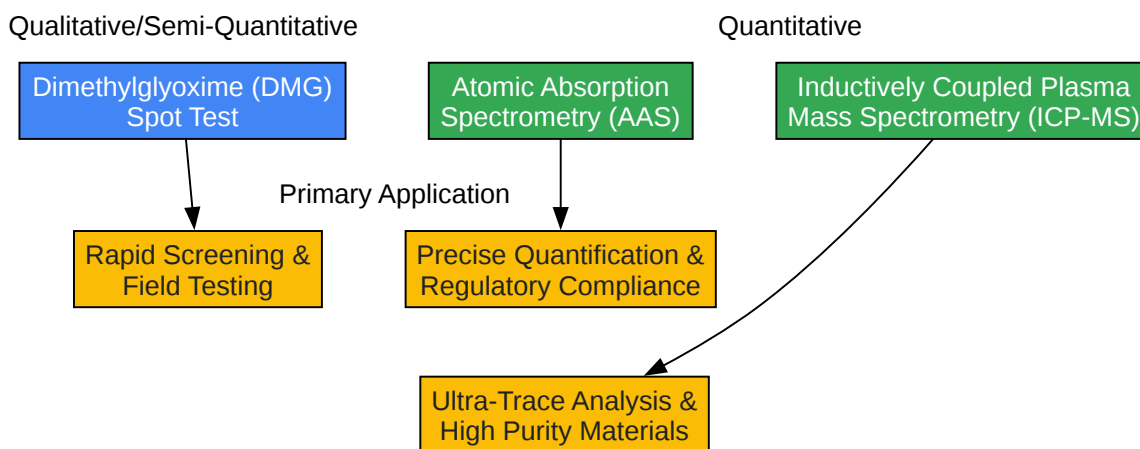 Qualitative/Semi-Quantitative
Quantitative
Dimethylglyoxime (DMG)
Spot Test
Atomic Absorption
Spectrometry (AAS)
Inductively Coupled Plasma
Mass Spectrometry (ICP-MS)
Primary Application
Rapid Screening &
Field Testing
Precise Quantification &
Regulatory Compliance
Ultra-Trace Analysis &
High Purity Materials